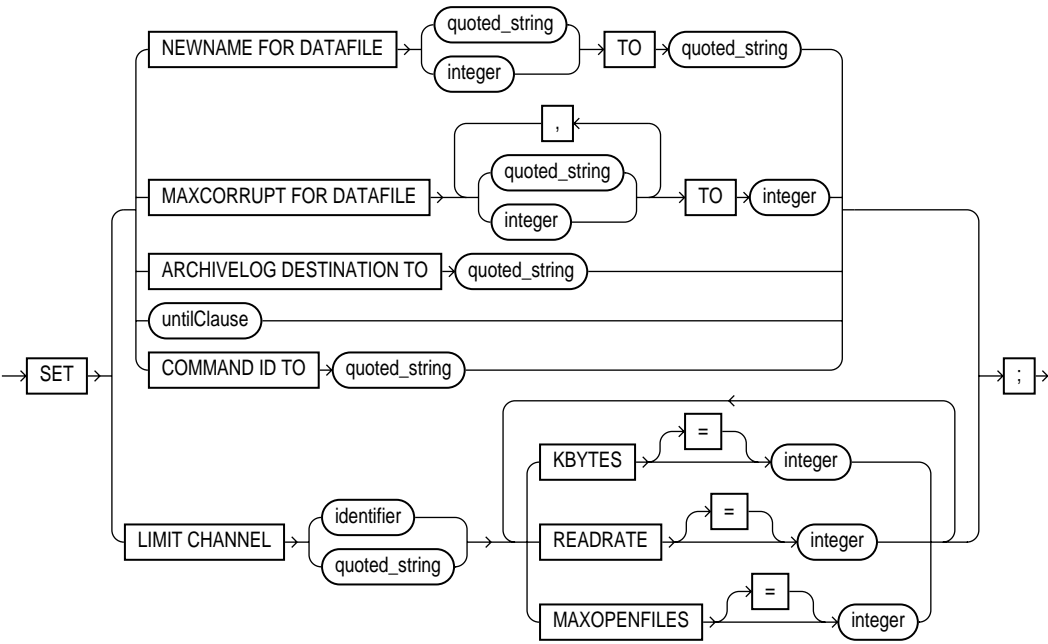 quoted_string
NEWNAME FOR DATAFILE TO quoted_string
integer
,
quoted_string
MAXCORRUPT FOR DATAFILE TO integer
integer
ARCHIVELOG DESTINATION TO quoted_string
untilClause
SET COMMAND ID TO quoted_string ;
=
KBYTES integer
identifier =
LIMIT CHANNEL READRATE integer
quoted_string
=
MAXOPENFILES integer